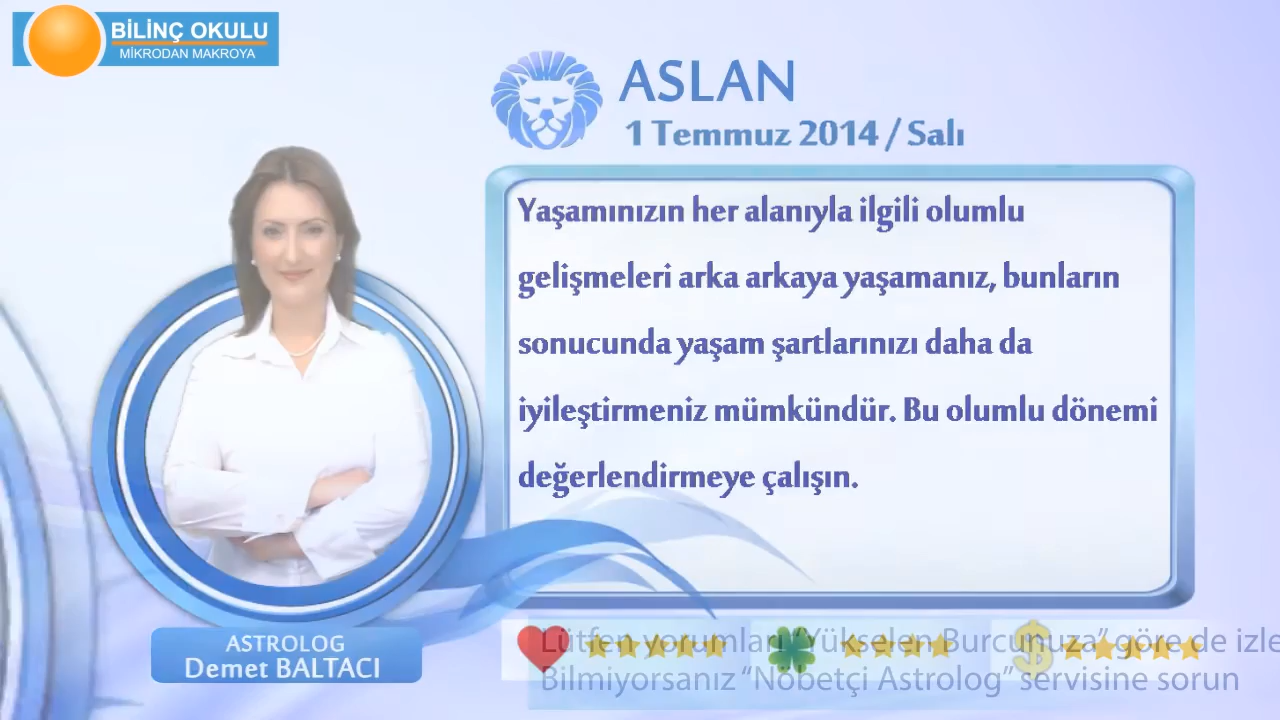 BİLİNÇ OKULU
MİKRODAN MAKROYA
ASLAN
1 Temmuz 2014 / Salı
Yaşamınızın her alanıyla ilgili olumlu
gelişmeleri arka arkaya yaşamanız, bunların
sonucunda yaşam şartlarınızı daha da
iyileştirmeniz mümkündür. Bu olumlu dönemi
değerlendirmeye çalışın.
ASTROLOG
Demet BALTACI
Lütfen yorumları "Yükselen Burcunuza" göre de izle
Bilmiyorsanız "Nöbetçi Astrolog" servisine sorun